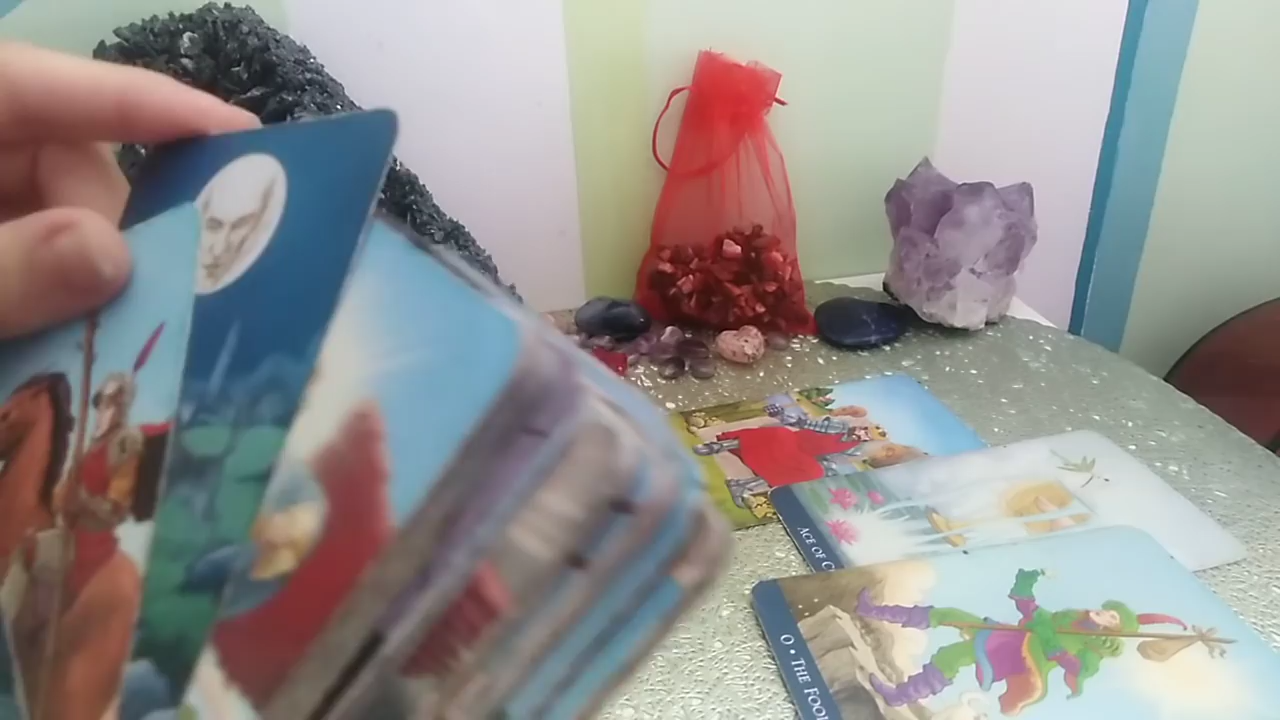 ACE OF C
0 • THE FOOL